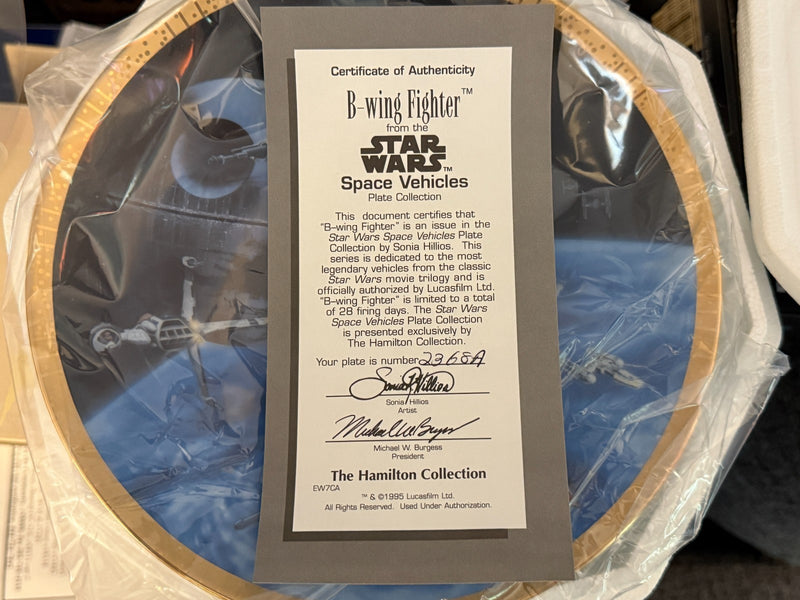 Certificate of Authenticity
B-wing Fighter™
from the
STAR
WARS™
Space Vehicles
Plate Collection
This document certifies that
"B-wing Fighter" is an issue in the
Star Wars Space Vehicles Plate
Collection by Sonia Hillios. This
series is dedicated to the most
legendary vehicles from the classic
Star Wars movie trilogy and is
officially authorized by Lucasfilm Ltd.
"B-wing Fighter" is limited to a total
of 28 firing days. The Star Wars
Space Vehicles Plate Collection
is presented exclusively by
The Hamilton Collection.
Your plate is number 2368A
Sonia Hillios
Sonia Hillios
Artist
Michael W Burgess
Michael W. Burgess
President
The Hamilton Collection
EW7CA
™ & ©1995 Lucasfilm Ltd.
All Rights Reserved. Used Under Authorization.